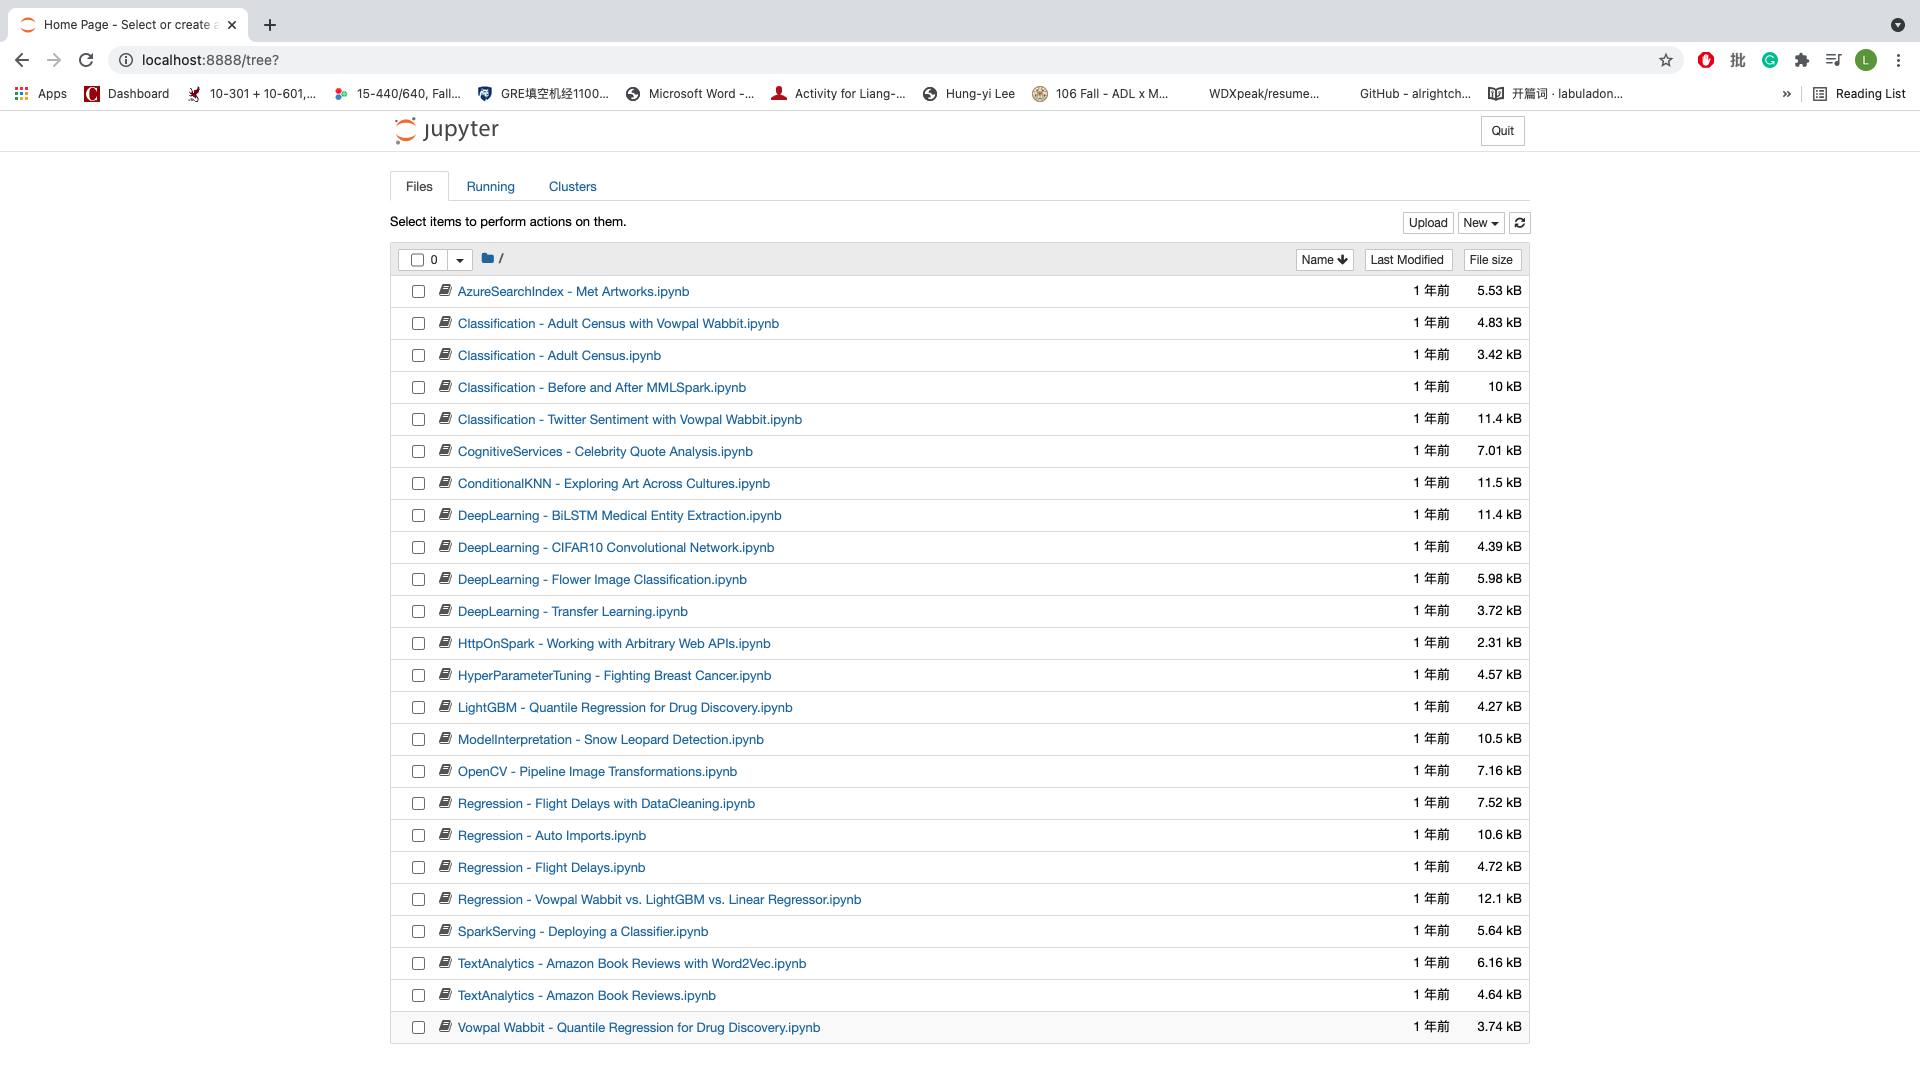 Home Page - Select or create a
localhost:8888/tree?
批
L
Apps
Dashboard
10-301 + 10-601,...
15-440/640, Fall...
GRE填空机经1100...
Microsoft Word -...
Activity for Liang-...
Hung-yi Lee
106 Fall - ADL x M...
WDXpeak/resume...
GitHub - alrightch...
开篇词 · labuladon...
»
Reading List
jupyter
Quit
Files
Running
Clusters
Select items to perform actions on them.
Upload
New
0
/
Name
Last Modified
File size
AzureSearchIndex - Met Artworks.ipynb 1 年前 5.53 kB
Classification - Adult Census with Vowpal Wabbit.ipynb 1 年前 4.83 kB
Classification - Adult Census.ipynb 1 年前 3.42 kB
Classification - Before and After MMLSpark.ipynb 1 年前 10 kB
Classification - Twitter Sentiment with Vowpal Wabbit.ipynb 1 年前 11.4 kB
CognitiveServices - Celebrity Quote Analysis.ipynb 1 年前 7.01 kB
ConditionalKNN - Exploring Art Across Cultures.ipynb 1 年前 11.5 kB
DeepLearning - BiLSTM Medical Entity Extraction.ipynb 1 年前 11.4 kB
DeepLearning - CIFAR10 Convolutional Network.ipynb 1 年前 4.39 kB
DeepLearning - Flower Image Classification.ipynb 1 年前 5.98 kB
DeepLearning - Transfer Learning.ipynb 1 年前 3.72 kB
HttpOnSpark - Working with Arbitrary Web APIs.ipynb 1 年前 2.31 kB
HyperParameterTuning - Fighting Breast Cancer.ipynb 1 年前 4.57 kB
LightGBM - Quantile Regression for Drug Discovery.ipynb 1 年前 4.27 kB
ModelInterpretation - Snow Leopard Detection.ipynb 1 年前 10.5 kB
OpenCV - Pipeline Image Transformations.ipynb 1 年前 7.16 kB
Regression - Flight Delays with DataCleaning.ipynb 1 年前 7.52 kB
Regression - Auto Imports.ipynb 1 年前 10.6 kB
Regression - Flight Delays.ipynb 1 年前 4.72 kB
Regression - Vowpal Wabbit vs. LightGBM vs. Linear Regressor.ipynb 1 年前 12.1 kB
SparkServing - Deploying a Classifier.ipynb 1 年前 5.64 kB
TextAnalytics - Amazon Book Reviews with Word2Vec.ipynb 1 年前 6.16 kB
TextAnalytics - Amazon Book Reviews.ipynb 1 年前 4.64 kB
Vowpal Wabbit - Quantile Regression for Drug Discovery.ipynb 1 年前 3.74 kB